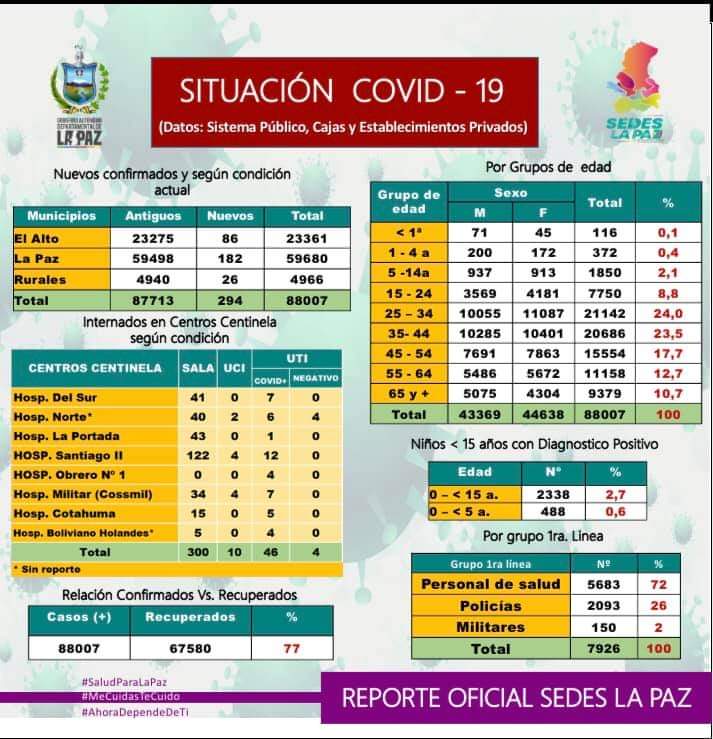 GOBIERNO AUTÓNOMO
DEPARTAMENTAL DE
LA PAZ
SITUACIÓN COVID - 19
(Datos: Sistema Público, Cajas y Establecimientos Privados)
SEDES
LA PAZ
Nuevos confirmados y según condición
actual
Municipios Antiguos Nuevos Total
El Alto 23275 86 23361
La Paz 59498 182 59680
Rurales 4940 26 4966
Total 87713 294 88007
Internados en Centros Centinela
según condición
CENTROS CENTINELA SALA UCI UTI
COVID+ NEGATIVO
Hosp. Del Sur 41 0 7 0
Hosp. Norte* 40 2 6 4
Hosp. La Portada 43 0 1 0
HOSP. Santiago II 122 4 12 0
HOSP. Obrero Nº 1 0 0 4 0
Hosp. Militar (Cossmil) 34 4 7 0
Hosp. Cotahuma 15 0 5 0
Hosp. Boliviano Holandes* 5 0 4 0
Total 300 10 46 4
* Sin reporte
Relación Confirmados Vs. Recuperados
Casos (+) Recuperados %
88007 67580 77
Por Grupos de edad
Grupo de edad Sexo Total %
M F
< 1ª 71 45 116 0,1
1 - 4 a 200 172 372 0,4
5 -14a 937 913 1850 2,1
15 - 24 3569 4181 7750 8,8
25 – 34 10055 11087 21142 24,0
35- 44 10285 10401 20686 23,5
45 - 54 7691 7863 15554 17,7
55 - 64 5486 5672 11158 12,7
65 y + 5075 4304 9379 10,7
Total 43369 44638 88007 100
Niños < 15 años con Diagnostico Positivo
Edad Nº %
0 – < 15 a. 2338 2,7
0 – < 5 a. 488 0,6
Por grupo 1ra. Linea
Grupo 1ra línea Nº %
Personal de salud 5683 72
Policías 2093 26
Militares 150 2
Total 7926 100
#SaludParaLaPaz
#MeCuidasTeCuido
#AhoraDependeDeTi
REPORTE OFICIAL SEDES LA PAZ